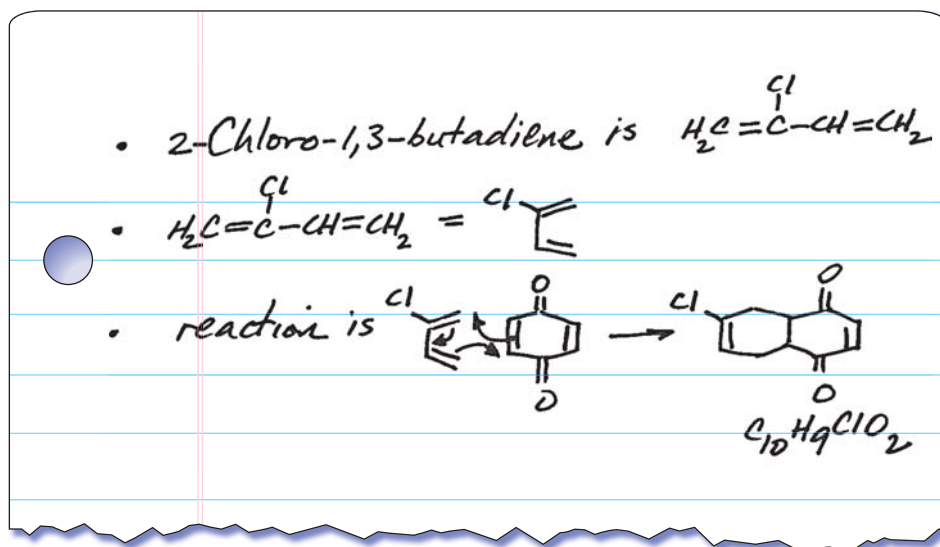 • 2-Chloro-1,3-butadiene is H₂C=C(Cl)-CH=CH₂
• H₂C=C(Cl)-CH=CH₂ = Cl
• reaction is Cl O O → Cl O O
C₁₀H₉ClO₂